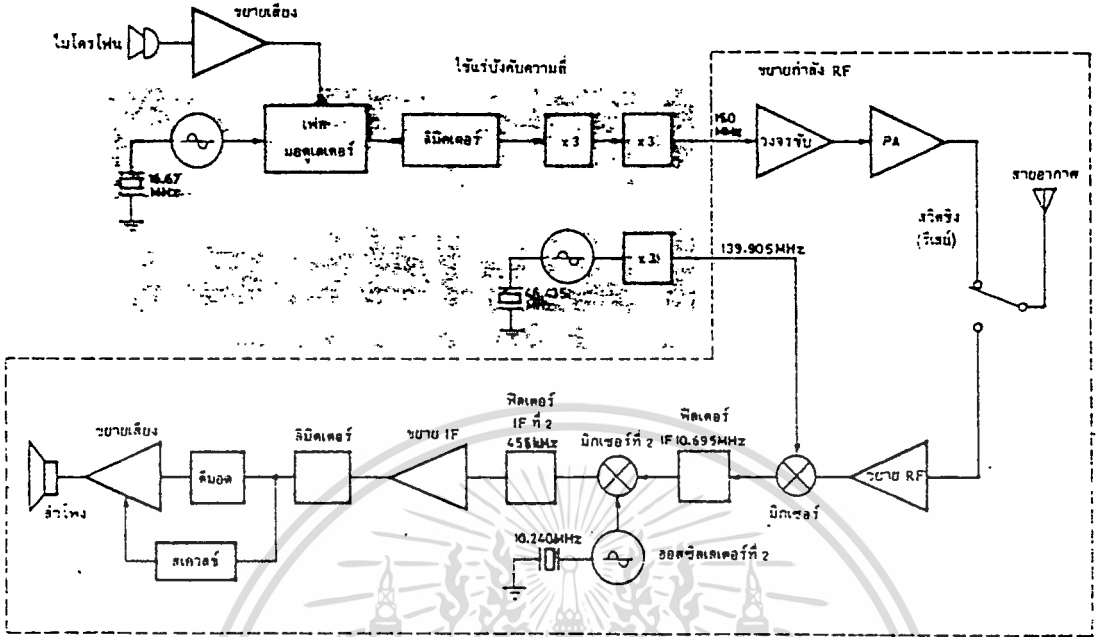 ขยายเสียง
ไมโครโฟน
ใช้แร่บังคับความถี่
ขยายกำลัง RF
เฟส
มอดูเลเตอร์
ลิมิตเตอร์
x3
x3
150
MHz
วงจรขับ
PA
สายอากาศ
16.67
MHz
สวิตชิง
(รีเลย์)
139.905MHz
MHz
ฟิลเตอร์
IF ที่ 2
455kHz
ฟิลเตอร์
IF 10.695MHz
ขยายเสียง
ลิมิตเตอร์
ขยาย IF
มิกเซอร์ที่ 2
ดีมอด
ขยาย RF
ลำโพง
มิกเซอร์
10.240MHz
สเควลซ์
ออสซิลเลเตอร์ที่ 2